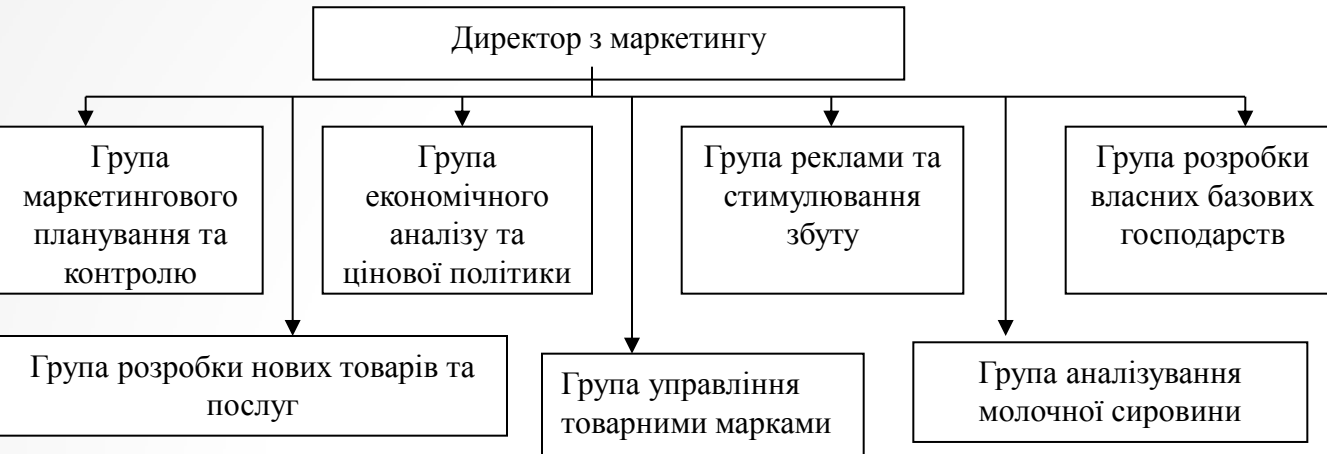 Директор з маркетингу
Група
маркетингового
планування та
контролю
Група
економічного
аналізу та
цінової політики
Група реклами та
стимулювання
збуту
Група розробки
власних базових
господарств
Група розробки нових товарів та
послуг
Група управління
товарними марками
Група аналізування
молочної сировини